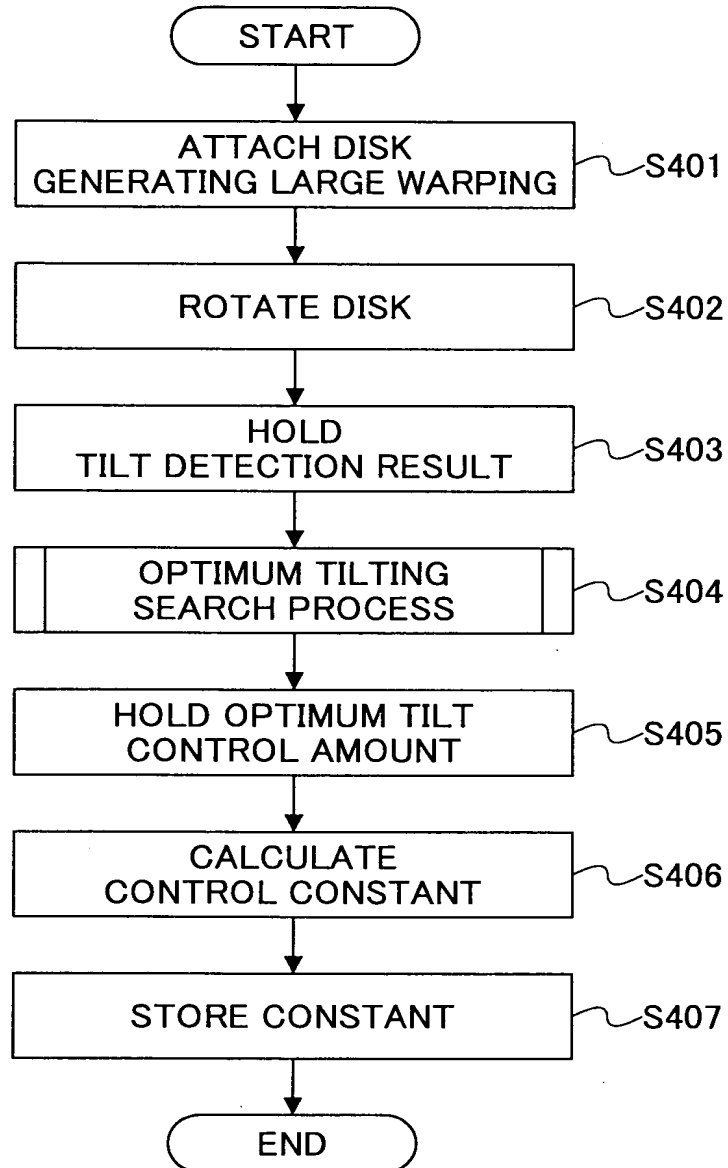 START
ATTACH DISK
GENERATING LARGE WARPING
S401
ROTATE DISK
S402
HOLD
TILT DETECTION RESULT
S403
OPTIMUM TILTING
SEARCH PROCESS
S404
HOLD OPTIMUM TILT
CONTROL AMOUNT
S405
CALCULATE
CONTROL CONSTANT
S406
STORE CONSTANT
S407
END